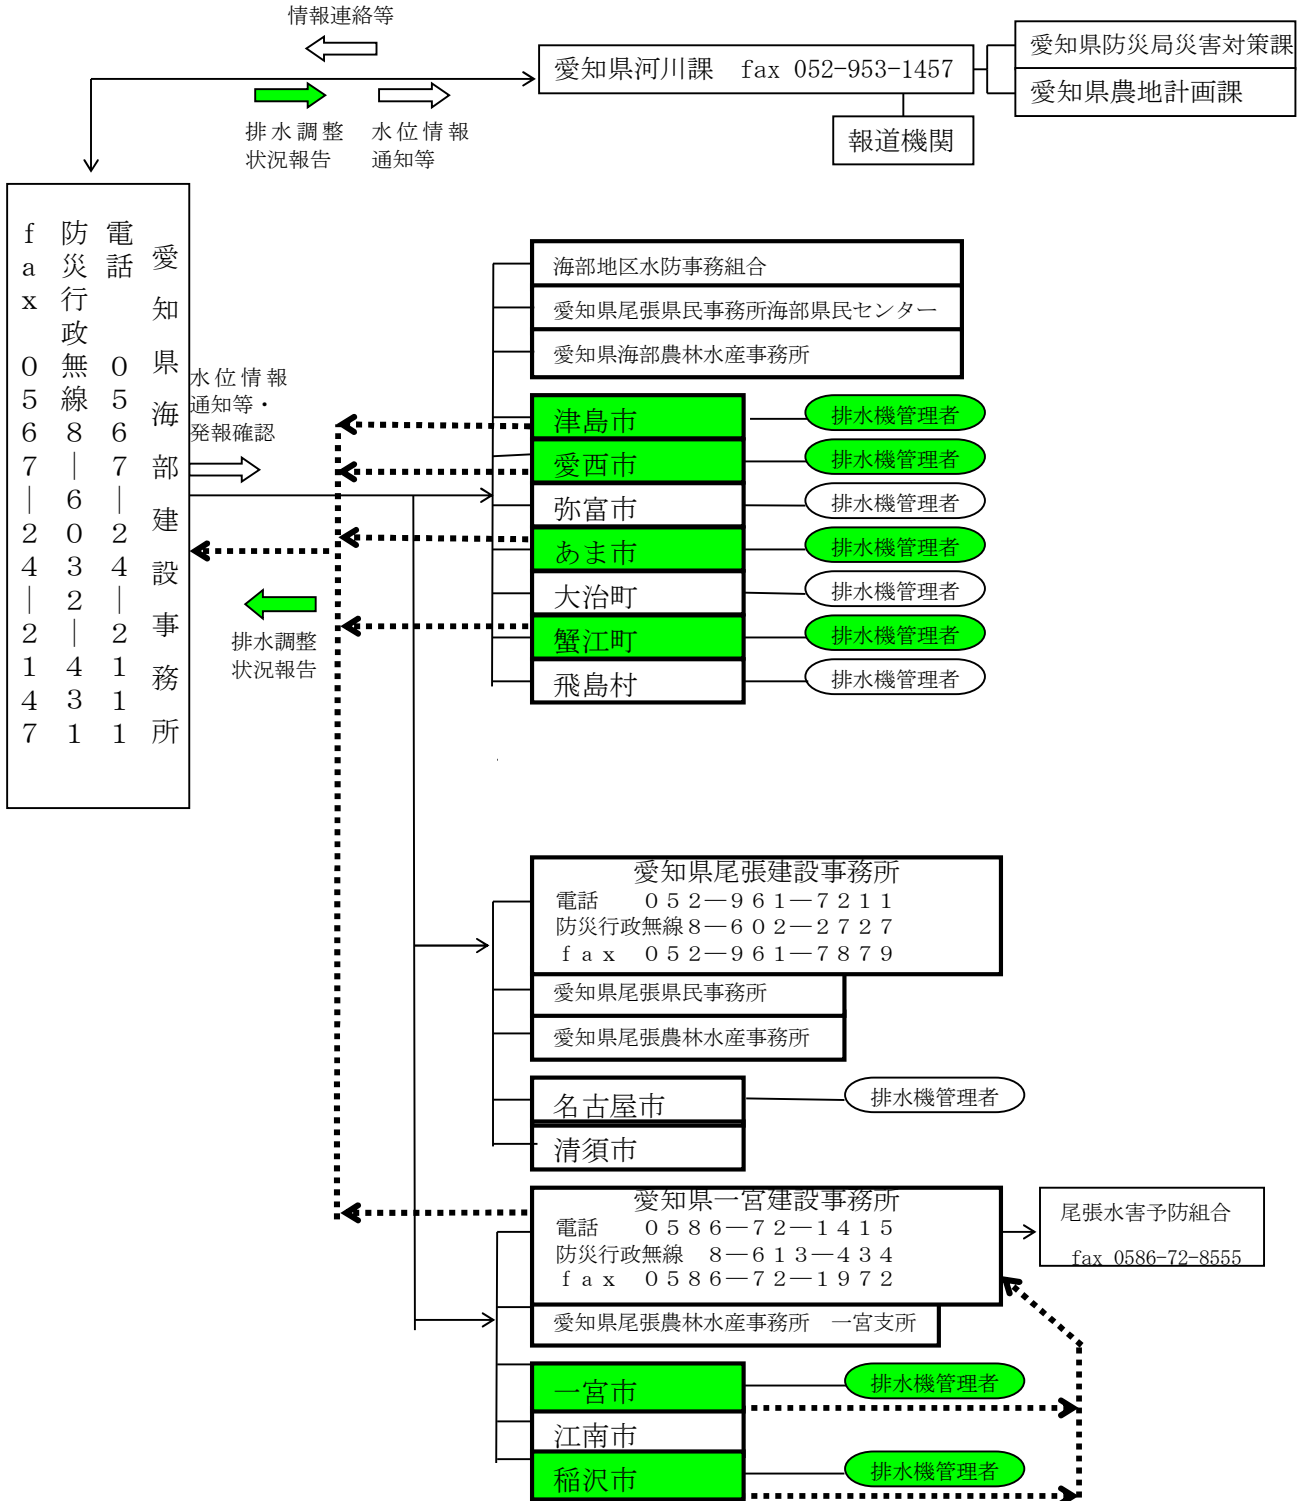 情報連絡等
愛知県河川課　fax 052-953-1457
愛知県防災局災害対策課
愛知県農地計画課
報道機関
排水調整
状況報告
水位情報
通知等
愛知県海部建設事務所
電話　　０５６７―２４―２１１１
防災行政無線８―６０３２―４３１
ｆａｘ　０５６７―２４―２１４７
水位情報
通知等・
発報確認
排水調整
状況報告
海部地区水防事務組合
愛知県尾張県民事務所海部県民センター
愛知県海部農林水産事務所
津島市　排水機管理者
愛西市　排水機管理者
弥富市　排水機管理者
あま市　排水機管理者
大治町　排水機管理者
蟹江町　排水機管理者
飛島村　排水機管理者
愛知県尾張建設事務所
電話　　０５２―９６１―７２１１
防災行政無線８―６０２―２７２７
ｆａｘ　０５２―９６１―７８７９
愛知県尾張県民事務所
愛知県尾張農林水産事務所
名古屋市　排水機管理者
清須市
愛知県一宮建設事務所
電話　　０５８６―７２―１４１５
防災行政無線　８―６１３―４３４
ｆａｘ　０５８６―７２―１９７２
尾張水害予防組合
fax 0586-72-8555
愛知県尾張農林水産事務所　一宮支所
一宮市　排水機管理者
江南市
稲沢市　排水機管理者